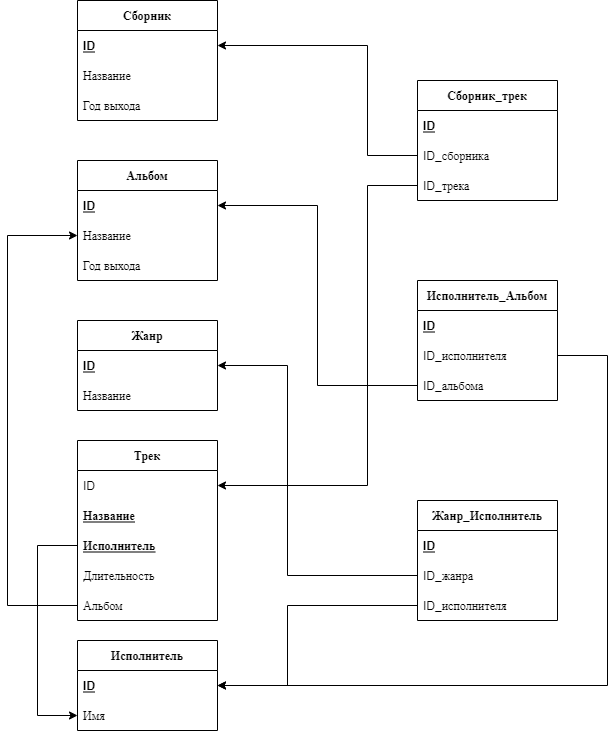 Сборник
ID
Название
Год выхода
Альбом
ID
Название
Год выхода
Жанр
ID
Название
Трек
ID
Название
Исполнитель
Длительность
Альбом
Исполнитель
ID
Имя
Сборник_трек
ID
ID_сборника
ID_трека
Исполнитель_Альбом
ID
ID_исполнителя
ID_альбома
Жанр_Исполнитель
ID
ID_жанра
ID_исполнителя